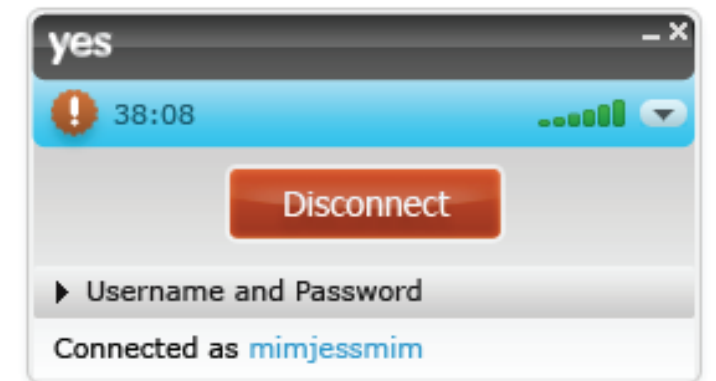 yes
38:08
Disconnect
Username and Password
Connected as mimjessmim